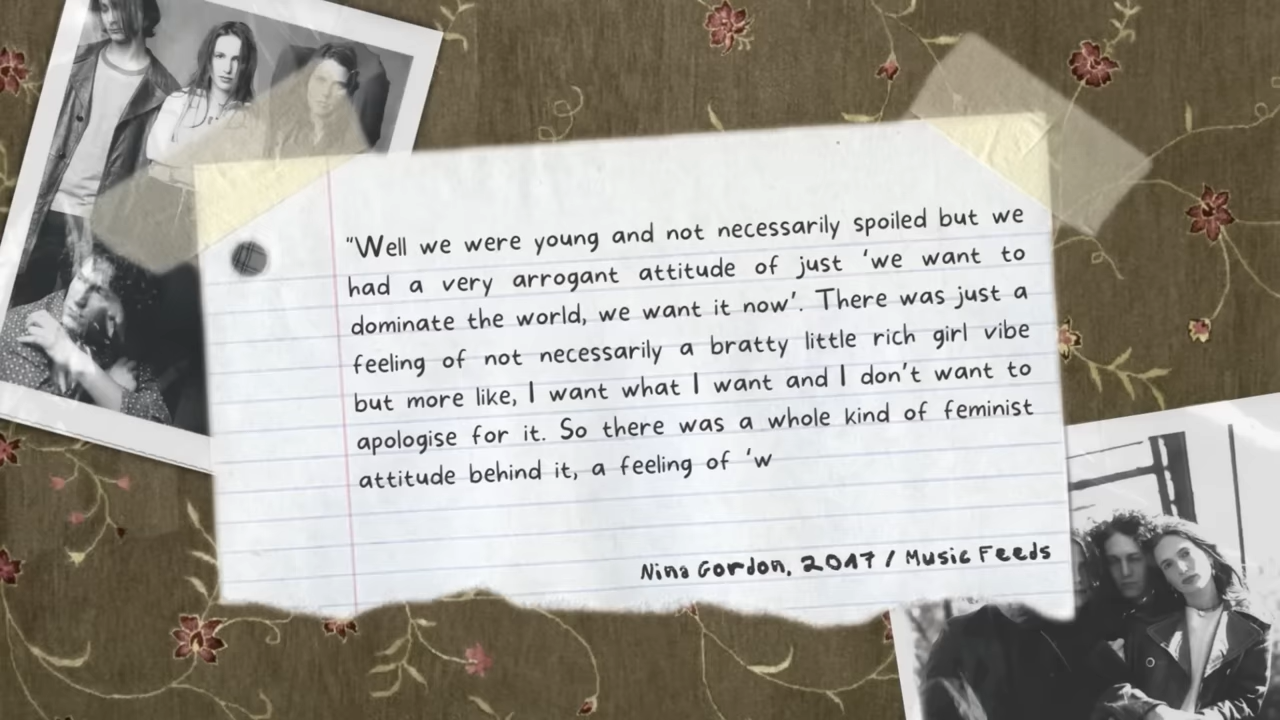 "Well we were young and not necessarily spoiled but we
had a very arrogant attitude of just 'we want to
dominate the world, we want it now'. There was just a
feeling of not necessarily a bratty little rich girl vibe
but more like, I want what I want and I don't want to
apologise for it. So there was a whole kind of feminist
attitude behind it, a feeling of 'w
Nina Gordon, 2017 / Music Feeds